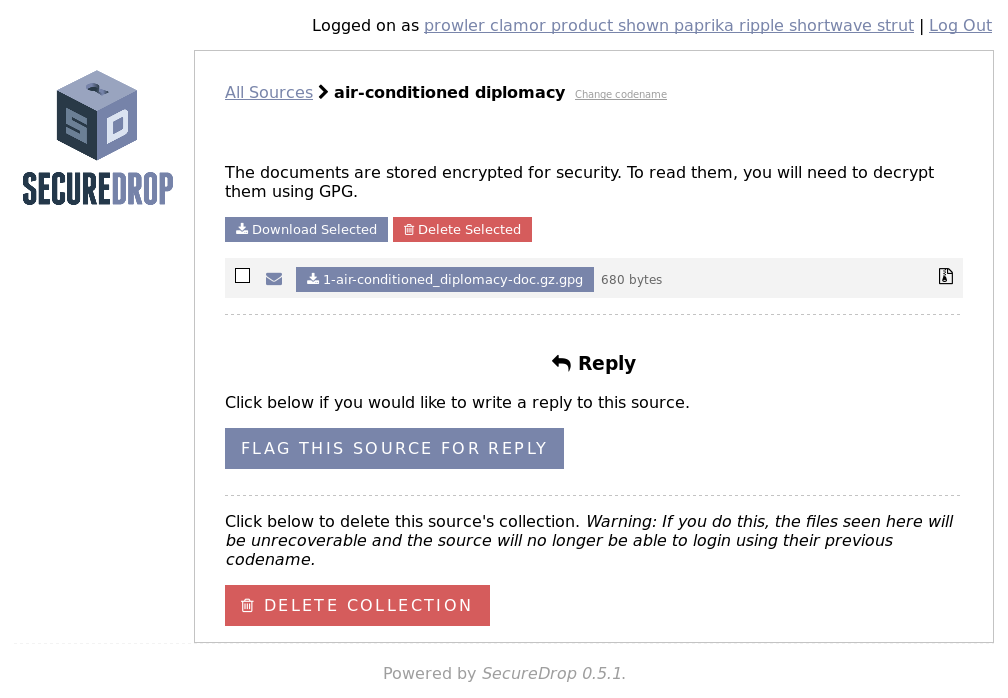 Logged on as prowler clamor product shown paprika ripple shortwave strut | Log Out
SD
SECUREDROP
All Sources > air-conditioned diplomacy Change codename
The documents are stored encrypted for security. To read them, you will need to decrypt
them using GPG.
Download Selected Delete Selected
1-air-conditioned_diplomacy-doc.gz.gpg 680 bytes
Reply
Click below if you would like to write a reply to this source.
FLAG THIS SOURCE FOR REPLY
Click below to delete this source's collection. Warning: If you do this, the files seen here will
be unrecoverable and the source will no longer be able to login using their previous
codename.
DELETE COLLECTION
Powered by SecureDrop 0.5.1.